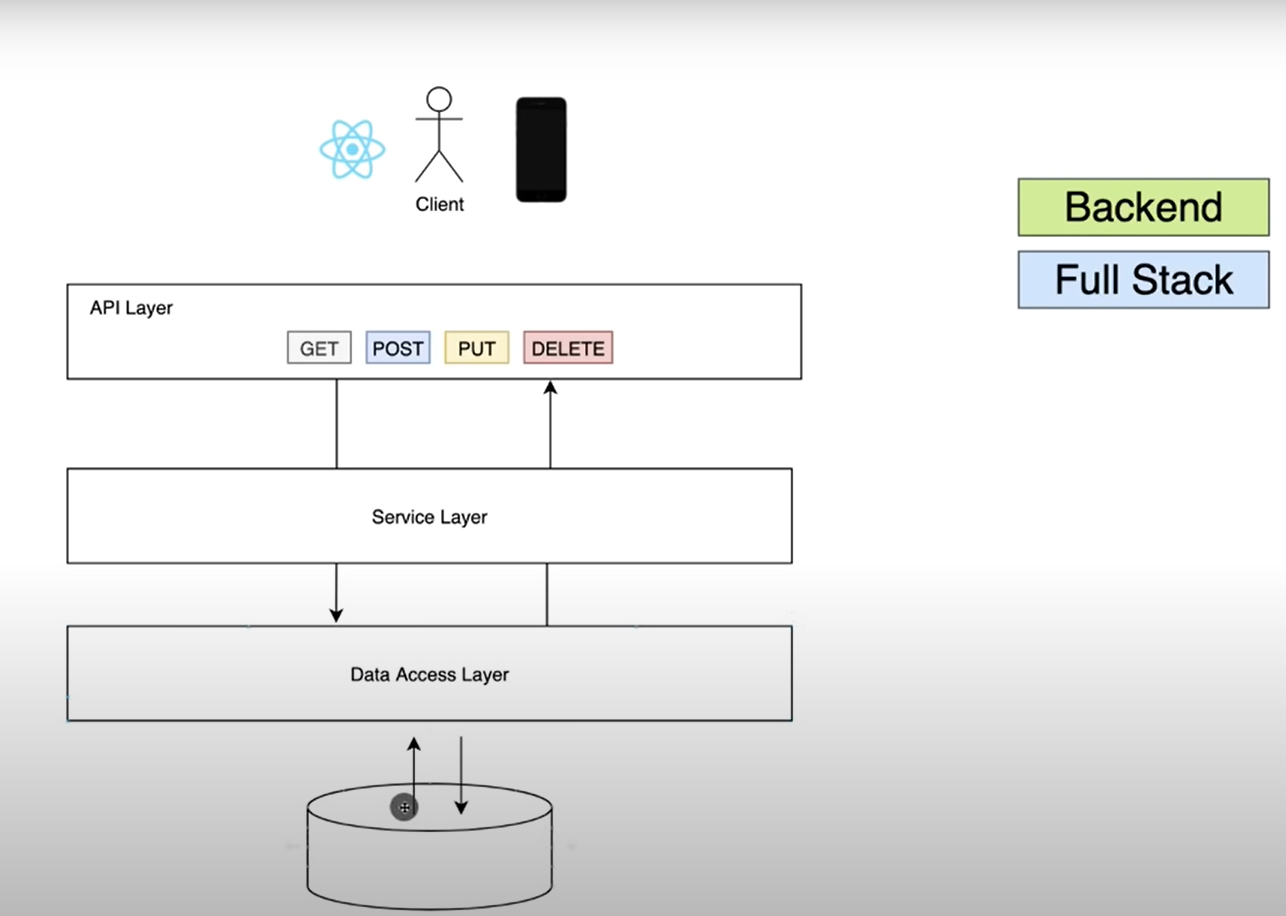 Client
Backend
Full Stack
API Layer
GET POST PUT DELETE
Service Layer
Data Access Layer